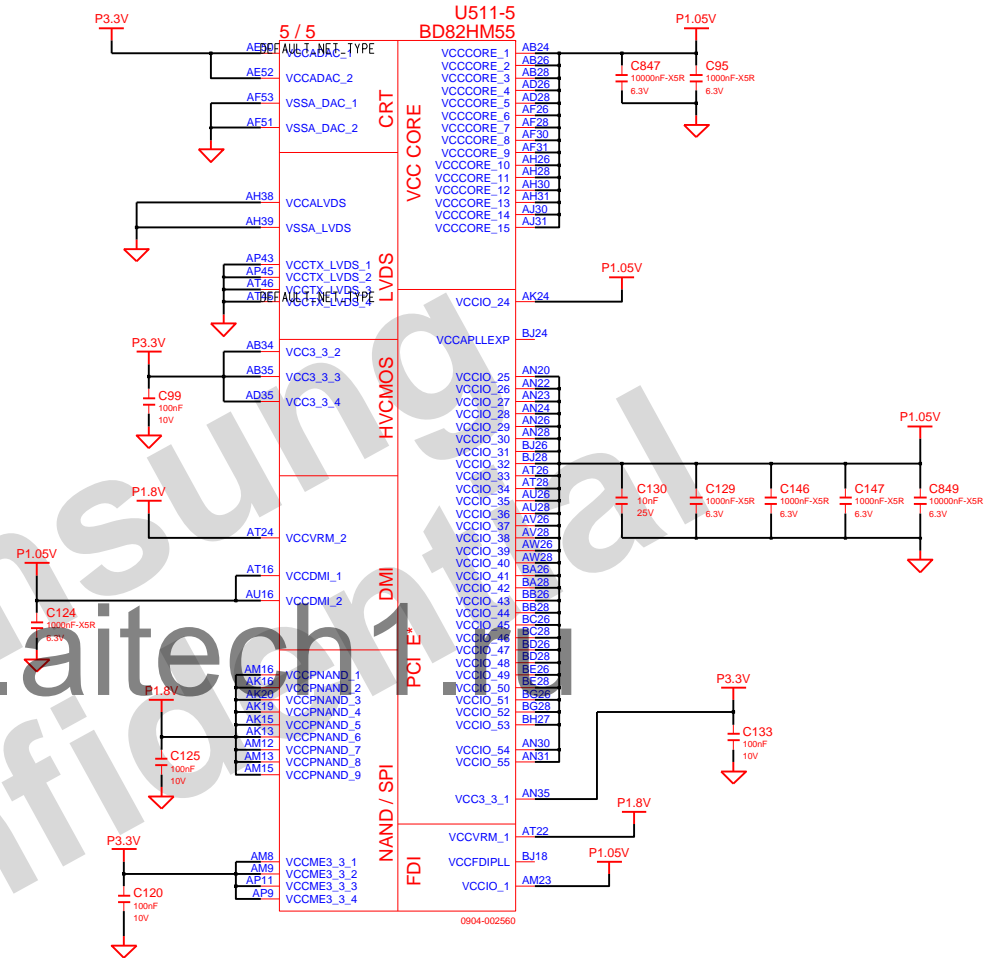 U511-5
5 / 5 BD82HM55
P3.3V
DEFAULT_NET_TYPE
VCCADAC_1
AE52 VCCADAC_2
AF53 VSSA_DAC_1
AF51 VSSA_DAC_2
CRT
AH38 VCCALVDS
AH39 VSSA_LVDS
AP43 VCCTX_LVDS_1
AP45 VCCTX_LVDS_2
AT46 VCCTX_LVDS_3
VCCTX_LVDS_4
DEFAULT_NET_TYPE
LVDS
P3.3V
AB34 VCC3_3_2
AB35 VCC3_3_3
AD35 VCC3_3_4
C99
100nF
10V
HVCMOS
P1.8V
AT24 VCCVRM_2
P1.05V
AT16 VCCDMI_1
AU16 VCCDMI_2
C124
1000nF-X5R
6.3V
DMI
PCI E*
P1.8V
AM16 VCCPNAND_1
AK16 VCCPNAND_2
AK20 VCCPNAND_3
AK19 VCCPNAND_4
AK15 VCCPNAND_5
AK13 VCCPNAND_6
AM12 VCCPNAND_7
AM13 VCCPNAND_8
AM15 VCCPNAND_9
C125
100nF
10V
NAND / SPI
P3.3V
AM8 VCCME3_3_1
AM9 VCCME3_3_2
AP11 VCCME3_3_3
AP9 VCCME3_3_4
C120
100nF
10V
VCC CORE
VCCCORE_1 AB24
VCCCORE_2 AB26
VCCCORE_3 AB28
VCCCORE_4 AD26
VCCCORE_5 AD28
VCCCORE_6 AF26
VCCCORE_7 AF28
VCCCORE_8 AF30
VCCCORE_9 AF31
VCCCORE_10 AH26
VCCCORE_11 AH28
VCCCORE_12 AH30
VCCCORE_13 AH31
VCCCORE_14 AJ30
VCCCORE_15 AJ31
P1.05V
C847
10000nF-X5R
6.3V
C95
1000nF-X5R
6.3V
P1.05V
VCCIO_24 AK24
VCCAPLLEXP BJ24
VCCIO_25 AN20
VCCIO_26 AN22
VCCIO_27 AN23
VCCIO_28 AN24
VCCIO_29 AN26
VCCIO_30 AN28
VCCIO_31 BJ26
VCCIO_32 BJ28
VCCIO_33 AT26
VCCIO_34 AT28
VCCIO_35 AU26
VCCIO_36 AU28
VCCIO_37 AV26
VCCIO_38 AV28
VCCIO_39 AW26
VCCIO_40 AW28
VCCIO_41 BA26
VCCIO_42 BA28
VCCIO_43 BB26
VCCIO_44 BB28
VCCIO_45 BC26
VCCIO_46 BC28
VCCIO_47 BD26
VCCIO_48 BD28
VCCIO_49 BE26
VCCIO_50 BE28
VCCIO_51 BG26
VCCIO_52 BG28
VCCIO_53 BH27
VCCIO_54 AN30
VCCIO_55 AN31
P1.05V
C130
10nF
25V
C129
1000nF-X5R
6.3V
C146
1000nF-X5R
6.3V
C147
1000nF-X5R
6.3V
C849
10000nF-X5R
6.3V
P3.3V
C133
100nF
10V
VCC3_3_1 AN35
P1.8V
VCCVRM_1 AT22
VCCFDIPLL BJ18
P1.05V
VCCIO_1 AM23
FDI
0904-002560
.aitech1.ru